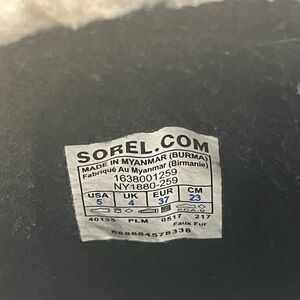 SOREL.COM
MADE IN MYANMAR (BURMA)
Fabriqué Au Myanmar (Birmanie)
1638001259
NY1880-259
USA UK EUR CM
5 4 37 23
40135 PLM 0517 217
Faux Fur
888664578338